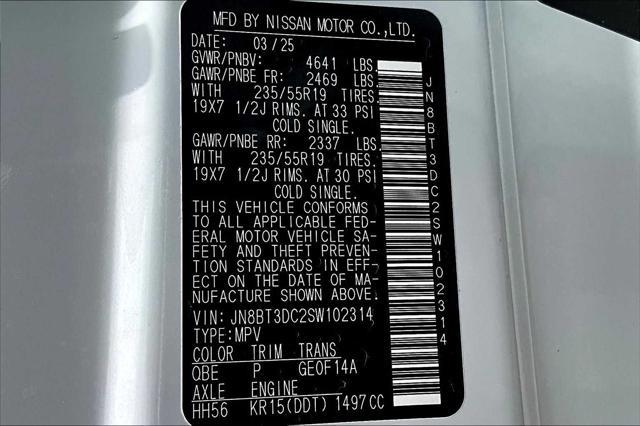 MFD BY NISSAN MOTOR CO.,LTD.
DATE: 03/25
GVWR/PNBV: 4641 LBS.
GAWR/PNBE FR: 2469 LBS.
WITH 235/55R19 TIRES.
19X7 1/2J RIMS. AT 33 PSI
COLD SINGLE.
GAWR/PNBE RR: 2337 LBS.
WITH 235/55R19 TIRES.
19X7 1/2J RIMS. AT 30 PSI
COLD SINGLE.
THIS VEHICLE CONFORMS
TO ALL APPLICABLE FED-
ERAL MOTOR VEHICLE SA-
FETY AND THEFT PREVEN-
TION STANDARDS IN EFF-
ECT ON THE DATE OF MA-
NUFACTURE SHOWN ABOVE.
VIN: JN8BT3DC2SW102314
TYPE:MPV
COLOR TRIM TRANS
OBE P GEOF14A
AXLE ENGINE
HH56 KR15(DDT) 1497CC
JN8BT3DC2SW102314